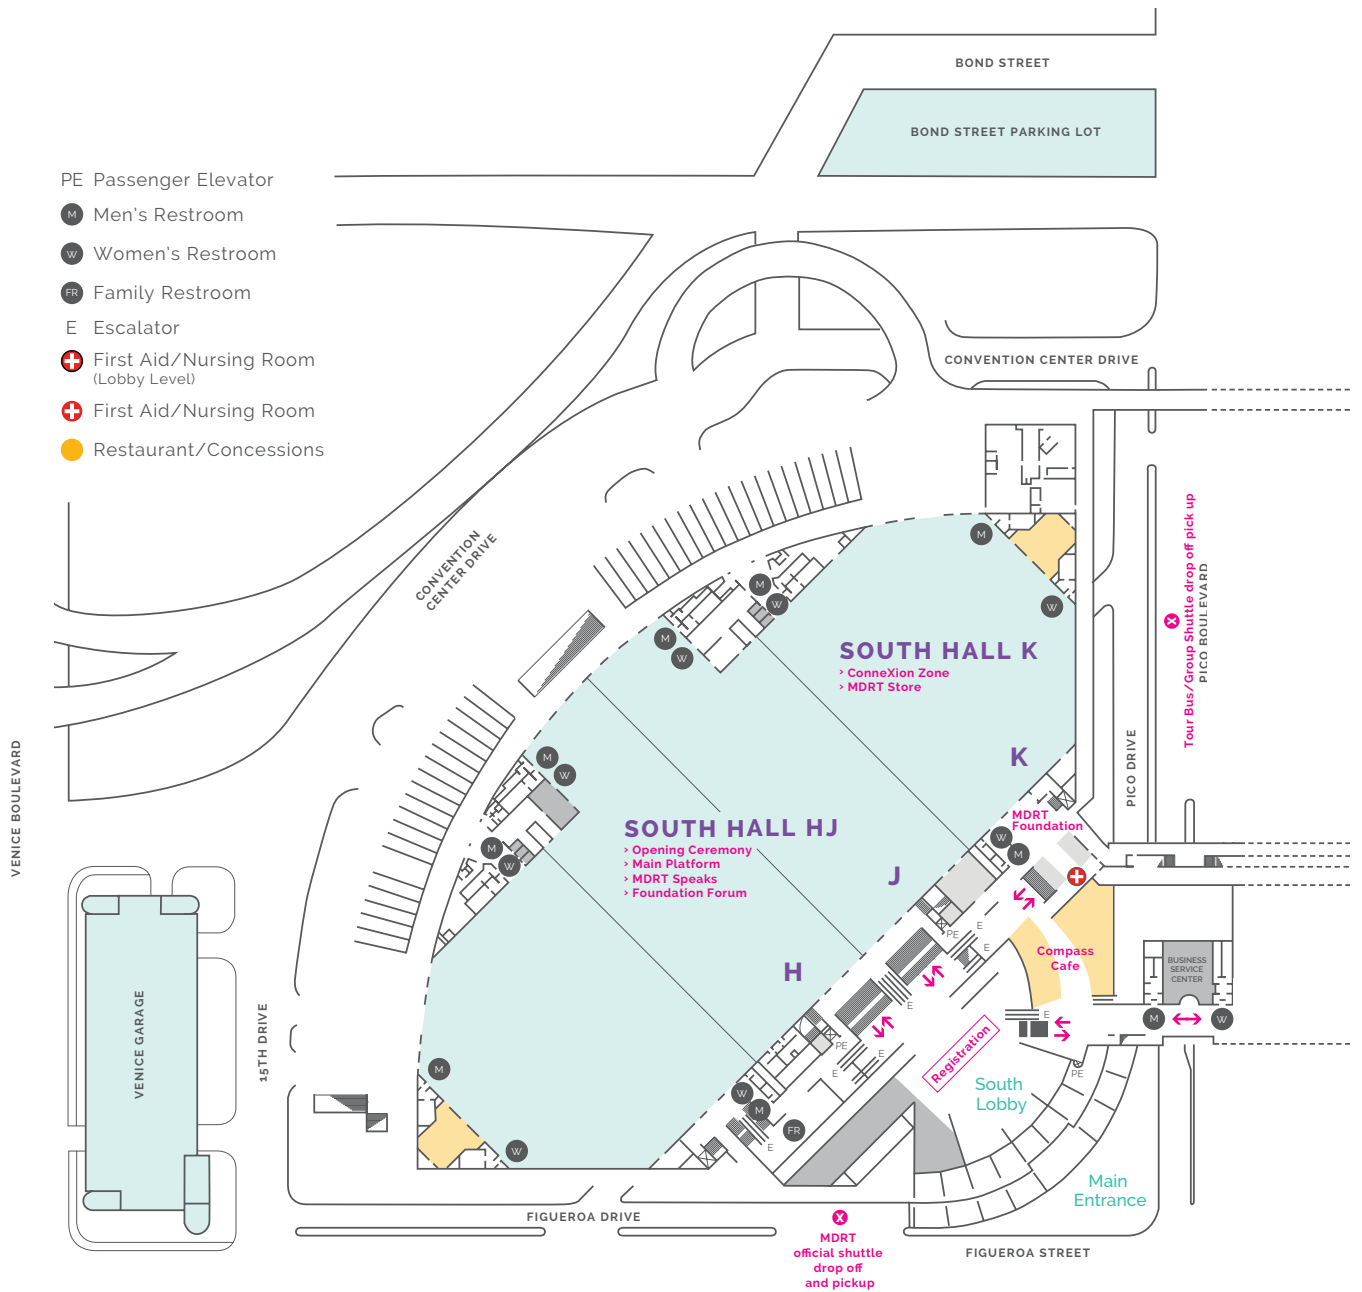 BOND STREET
BOND STREET PARKING LOT
PE Passenger Elevator
M Men's Restroom
W Women's Restroom
FR Family Restroom
E Escalator
First Aid/Nursing Room
(Lobby Level)
First Aid/Nursing Room
Restaurant/Concessions
CONVENTION CENTER DRIVE
CONVENTION
CENTER DRIVE
Tour Bus/Group Shuttle drop off pick up
X
PICO BOULEVARD
PICO DRIVE
M
W
M
W
M
W
SOUTH HALL K
› ConneXion Zone
› MDRT Store
K
M
W
M
W
SOUTH HALL HJ
› Opening Ceremony
› Main Platform
› MDRT Speaks
› Foundation Forum
MDRT
Foundation
W
M
J
PE
E
E
H
E
PE
E
E
Compass
Cafe
BUSINESS
SERVICE
CENTER
M
W
E
PE
Registration
South
Lobby
Main
Entrance
VENICE BOULEVARD
VENICE GARAGE
15TH DRIVE
M
W
W
M
FR
E
FIGUEROA DRIVE
X
MDRT
official shuttle
drop off
and pickup
FIGUEROA STREET